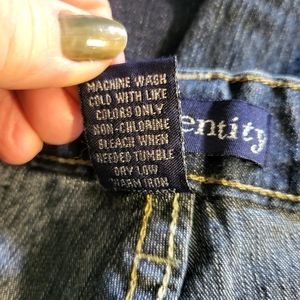 MACHINE WASH
COLD WITH LIKE
COLORS ONLY
NON-CHLORINE
BLEACH WHEN
NEEDED TUMBLE
DRY LOW
WARM IRON
entity